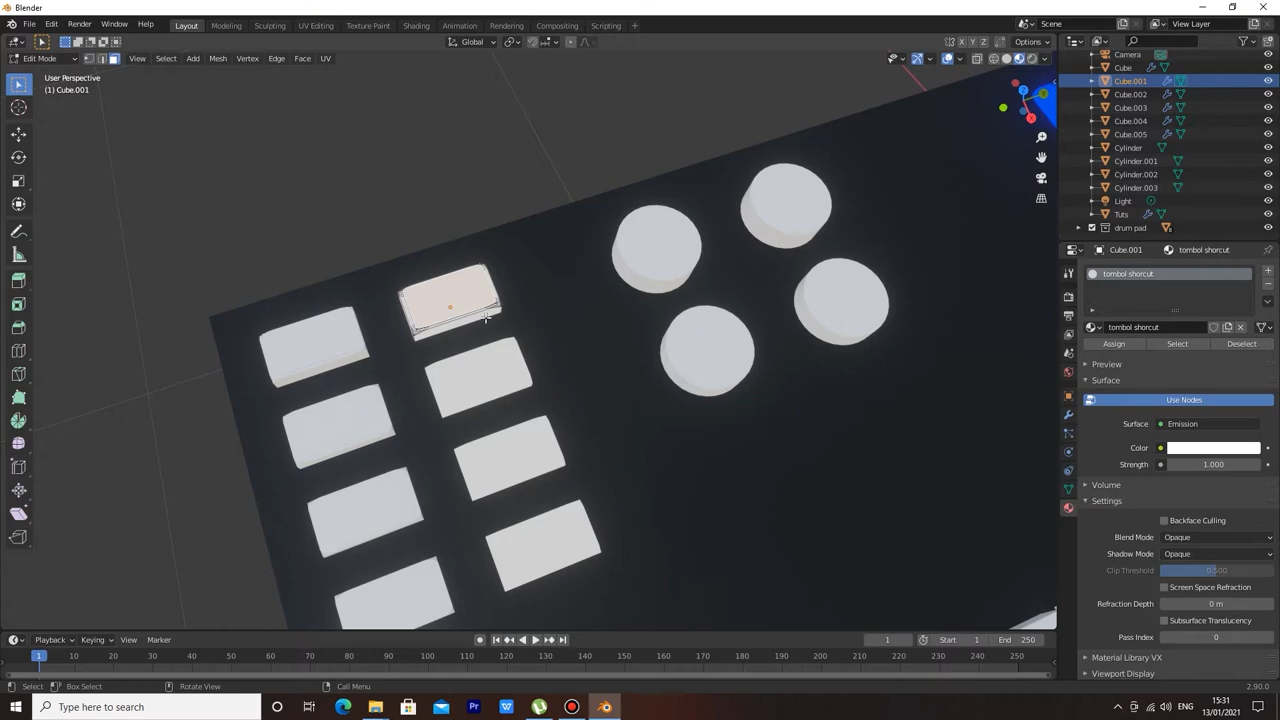 Blender
File Edit Render Window Help Layout Modeling Sculpting UV Editing Texture Paint Shading Animation Rendering Compositing Scripting + Scene View Layer
Global X Y Z Options
Edit Mode View Select Add Mesh Vertex Edge Face UV
User Perspective
(1) Cube.001
Camera
Cube
Cube.001
Cube.002
Cube.003
Cube.004
Cube.005
Cylinder
Cylinder.001
Cylinder.002
Cylinder.003
Light
Tuts
drum pad
Cube.001 tombol shorcut
tombol shorcut
tombol shorcut
Assign Select Deselect
Preview
Surface
Use Nodes
Surface Emission
Color
Strength 1.000
Volume
Settings
Backface Culling
Blend Mode Opaque
Shadow Mode Opaque
Clip Threshold 0.500
Screen Space Refraction
Refraction Depth 0 m
Subsurface Translucency
Pass Index 0
Material Library VX
Viewport Display
Playback Keying View Marker 1 Start 1 End 250
1 10 20 30 40 50 60 70 80 90 100 110 120 130 140 150 160 170 180 190 200 210 220 230 240 250
Select Box Select Rotate View Call Menu 2.90.0
Type here to search 15:31
13/01/2021